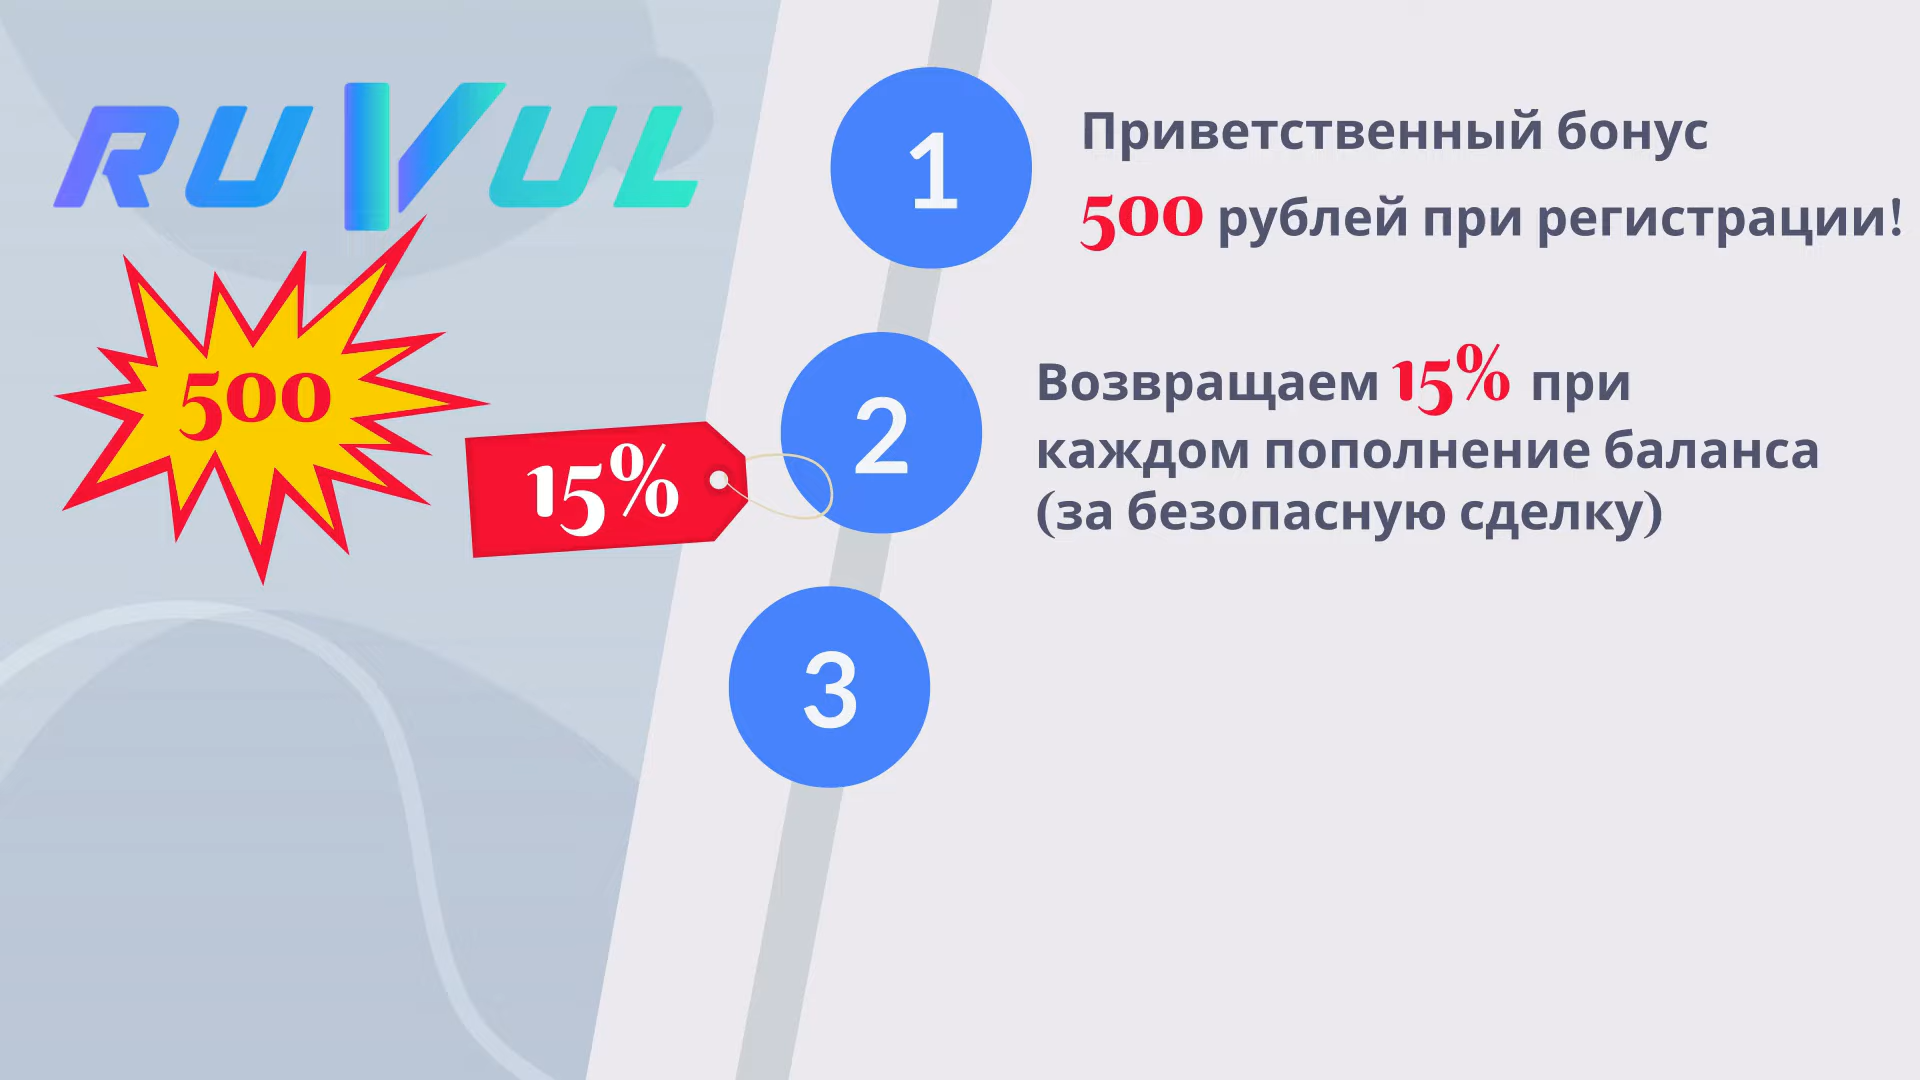 RUVUL
500
15%
1
Приветственный бонус
500 рублей при регистрации!
2
Возвращаем 15% при
каждом пополнение баланса
(за безопасную сделку)
3